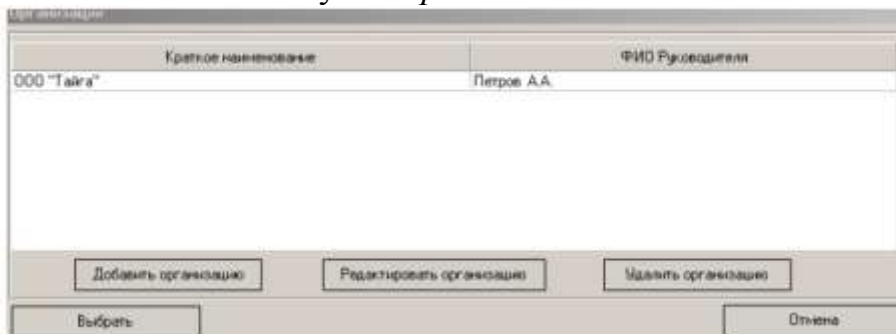 Организации
Краткое наименование ФИО Руководителя
ООО "Тайга" Петров А.А.
Добавить организацию Редактировать организацию Удалить организацию
Выбрать Отмена